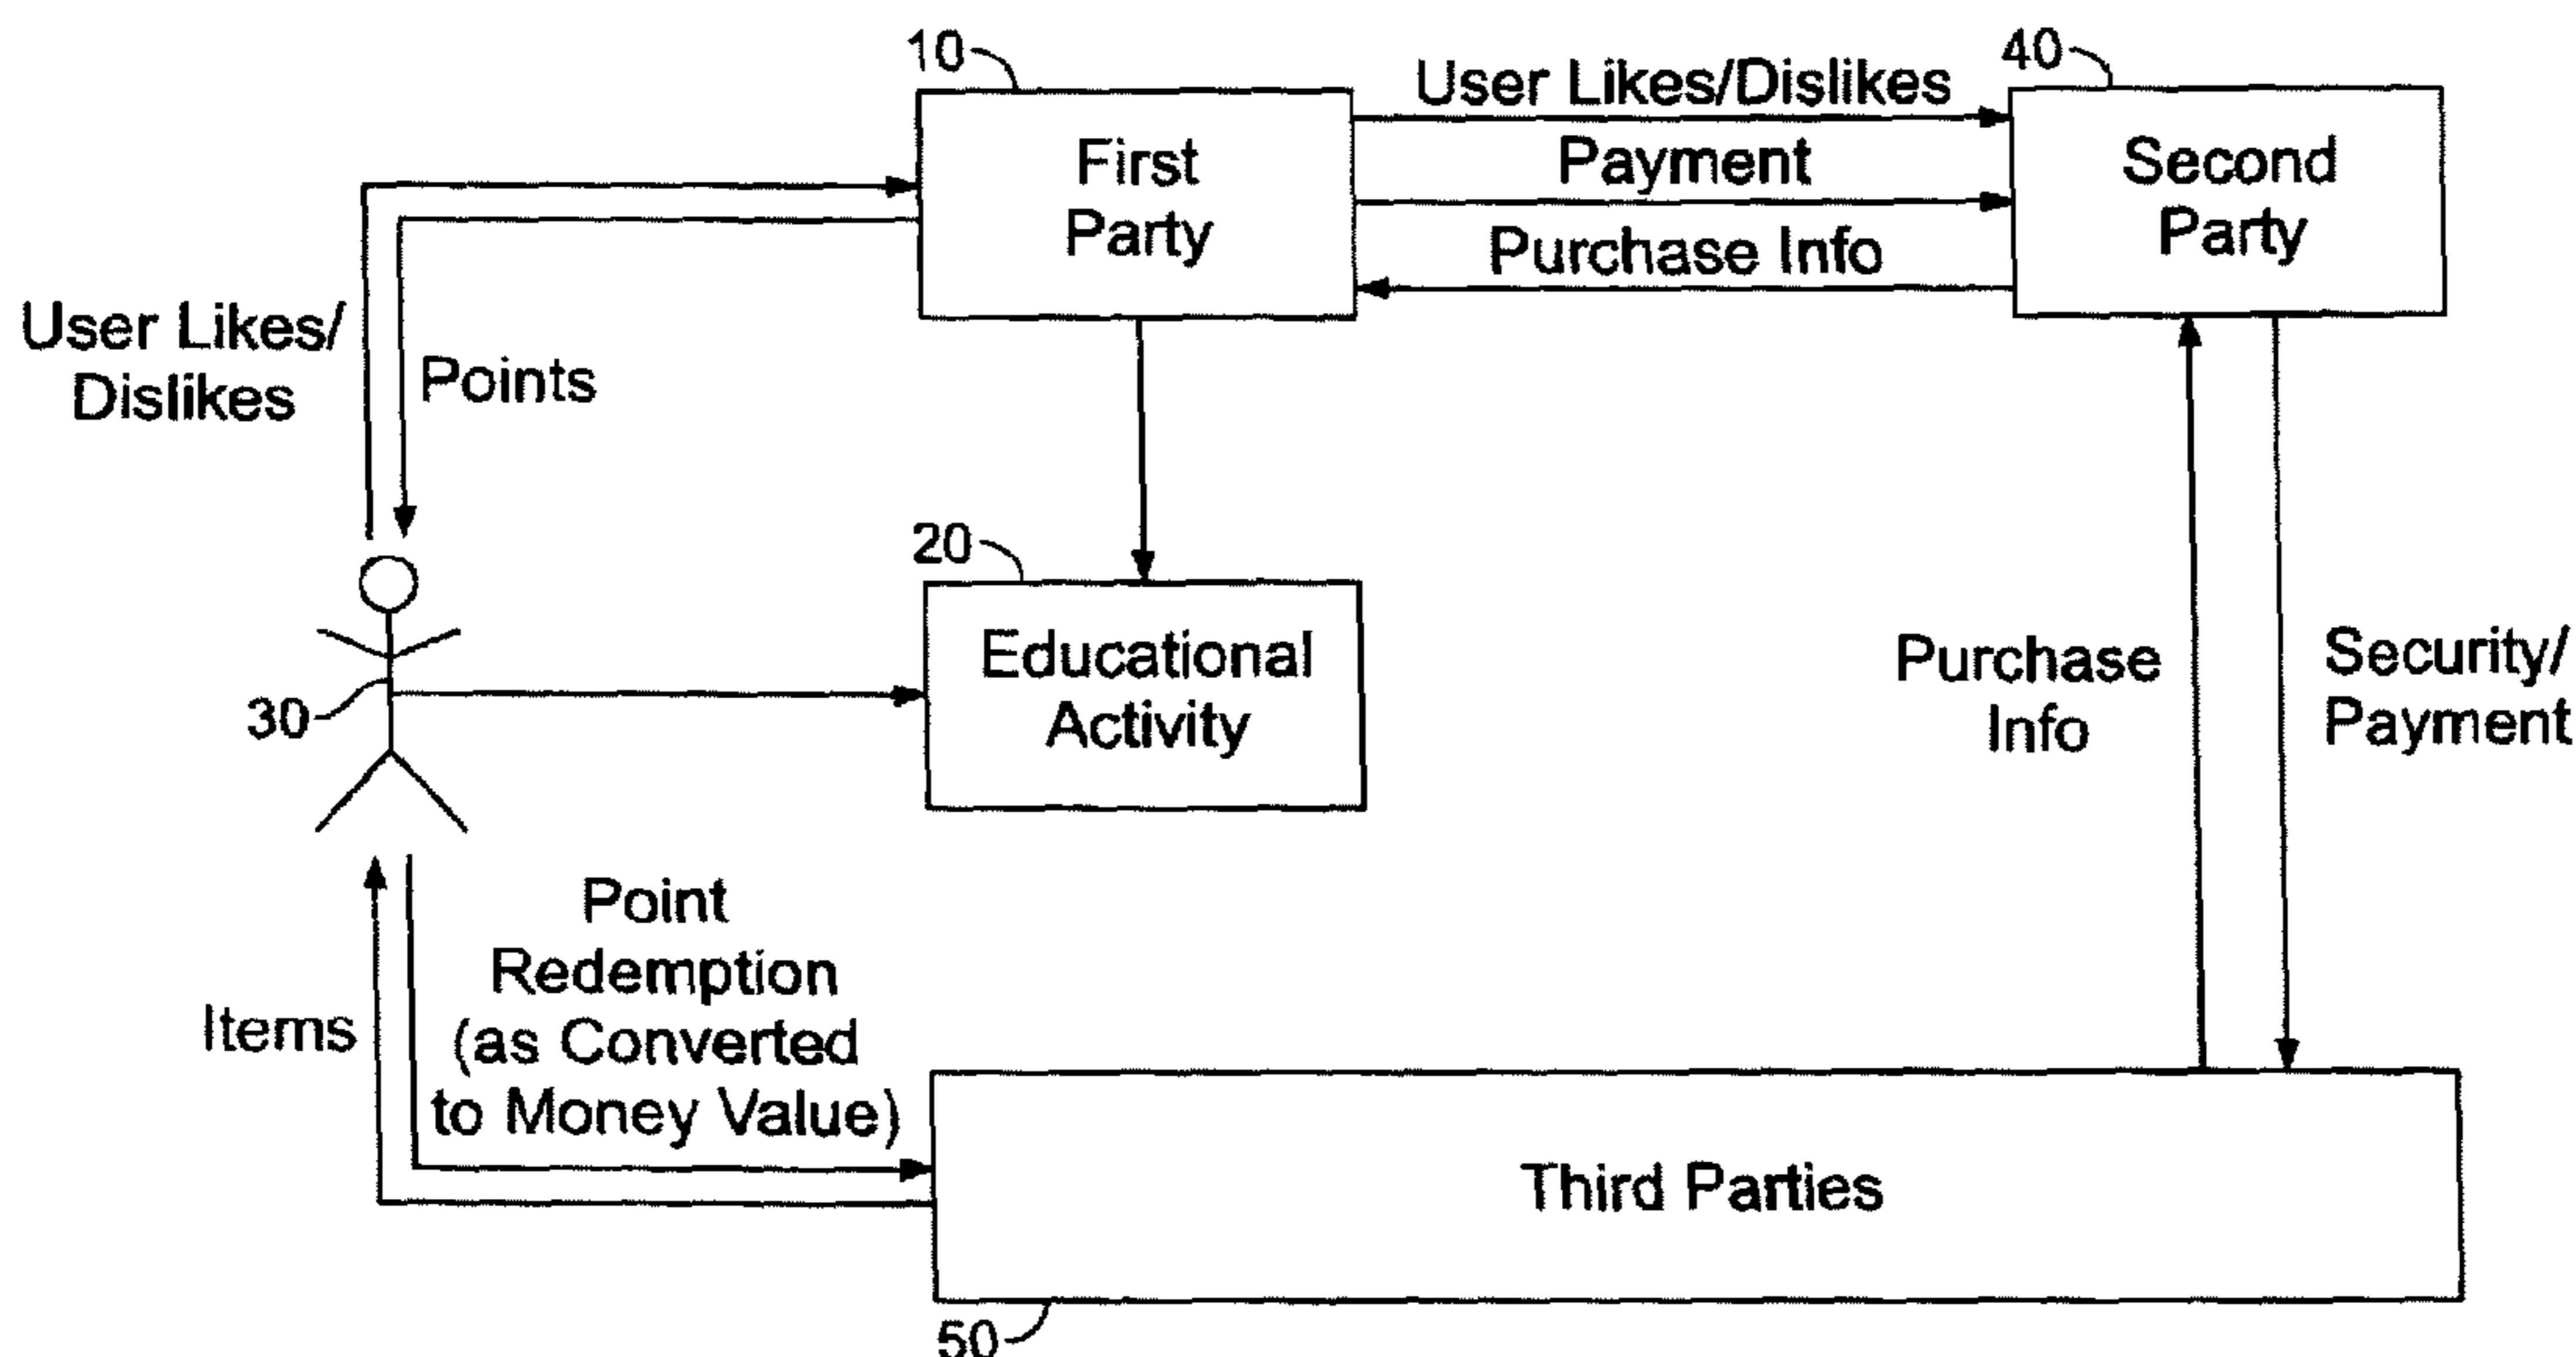 10
40
User Likes/Dislikes
First
Party
Payment
Second
Party
Purchase Info
User Likes/
Dislikes
Points
20
Educational
Activity
30
Purchase
Info
Security/
Payment
Point
Redemption
(as Converted
to Money Value)
Items
Third Parties
50